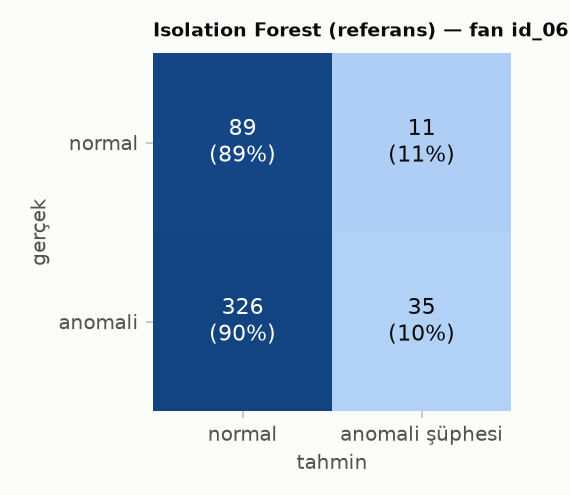 Isolation Forest (referans) — fan id_06
gerçek
normal
89
(89%)
11
(11%)
anomali
326
(90%)
35
(10%)
normal
anomali şüphesi
tahmin